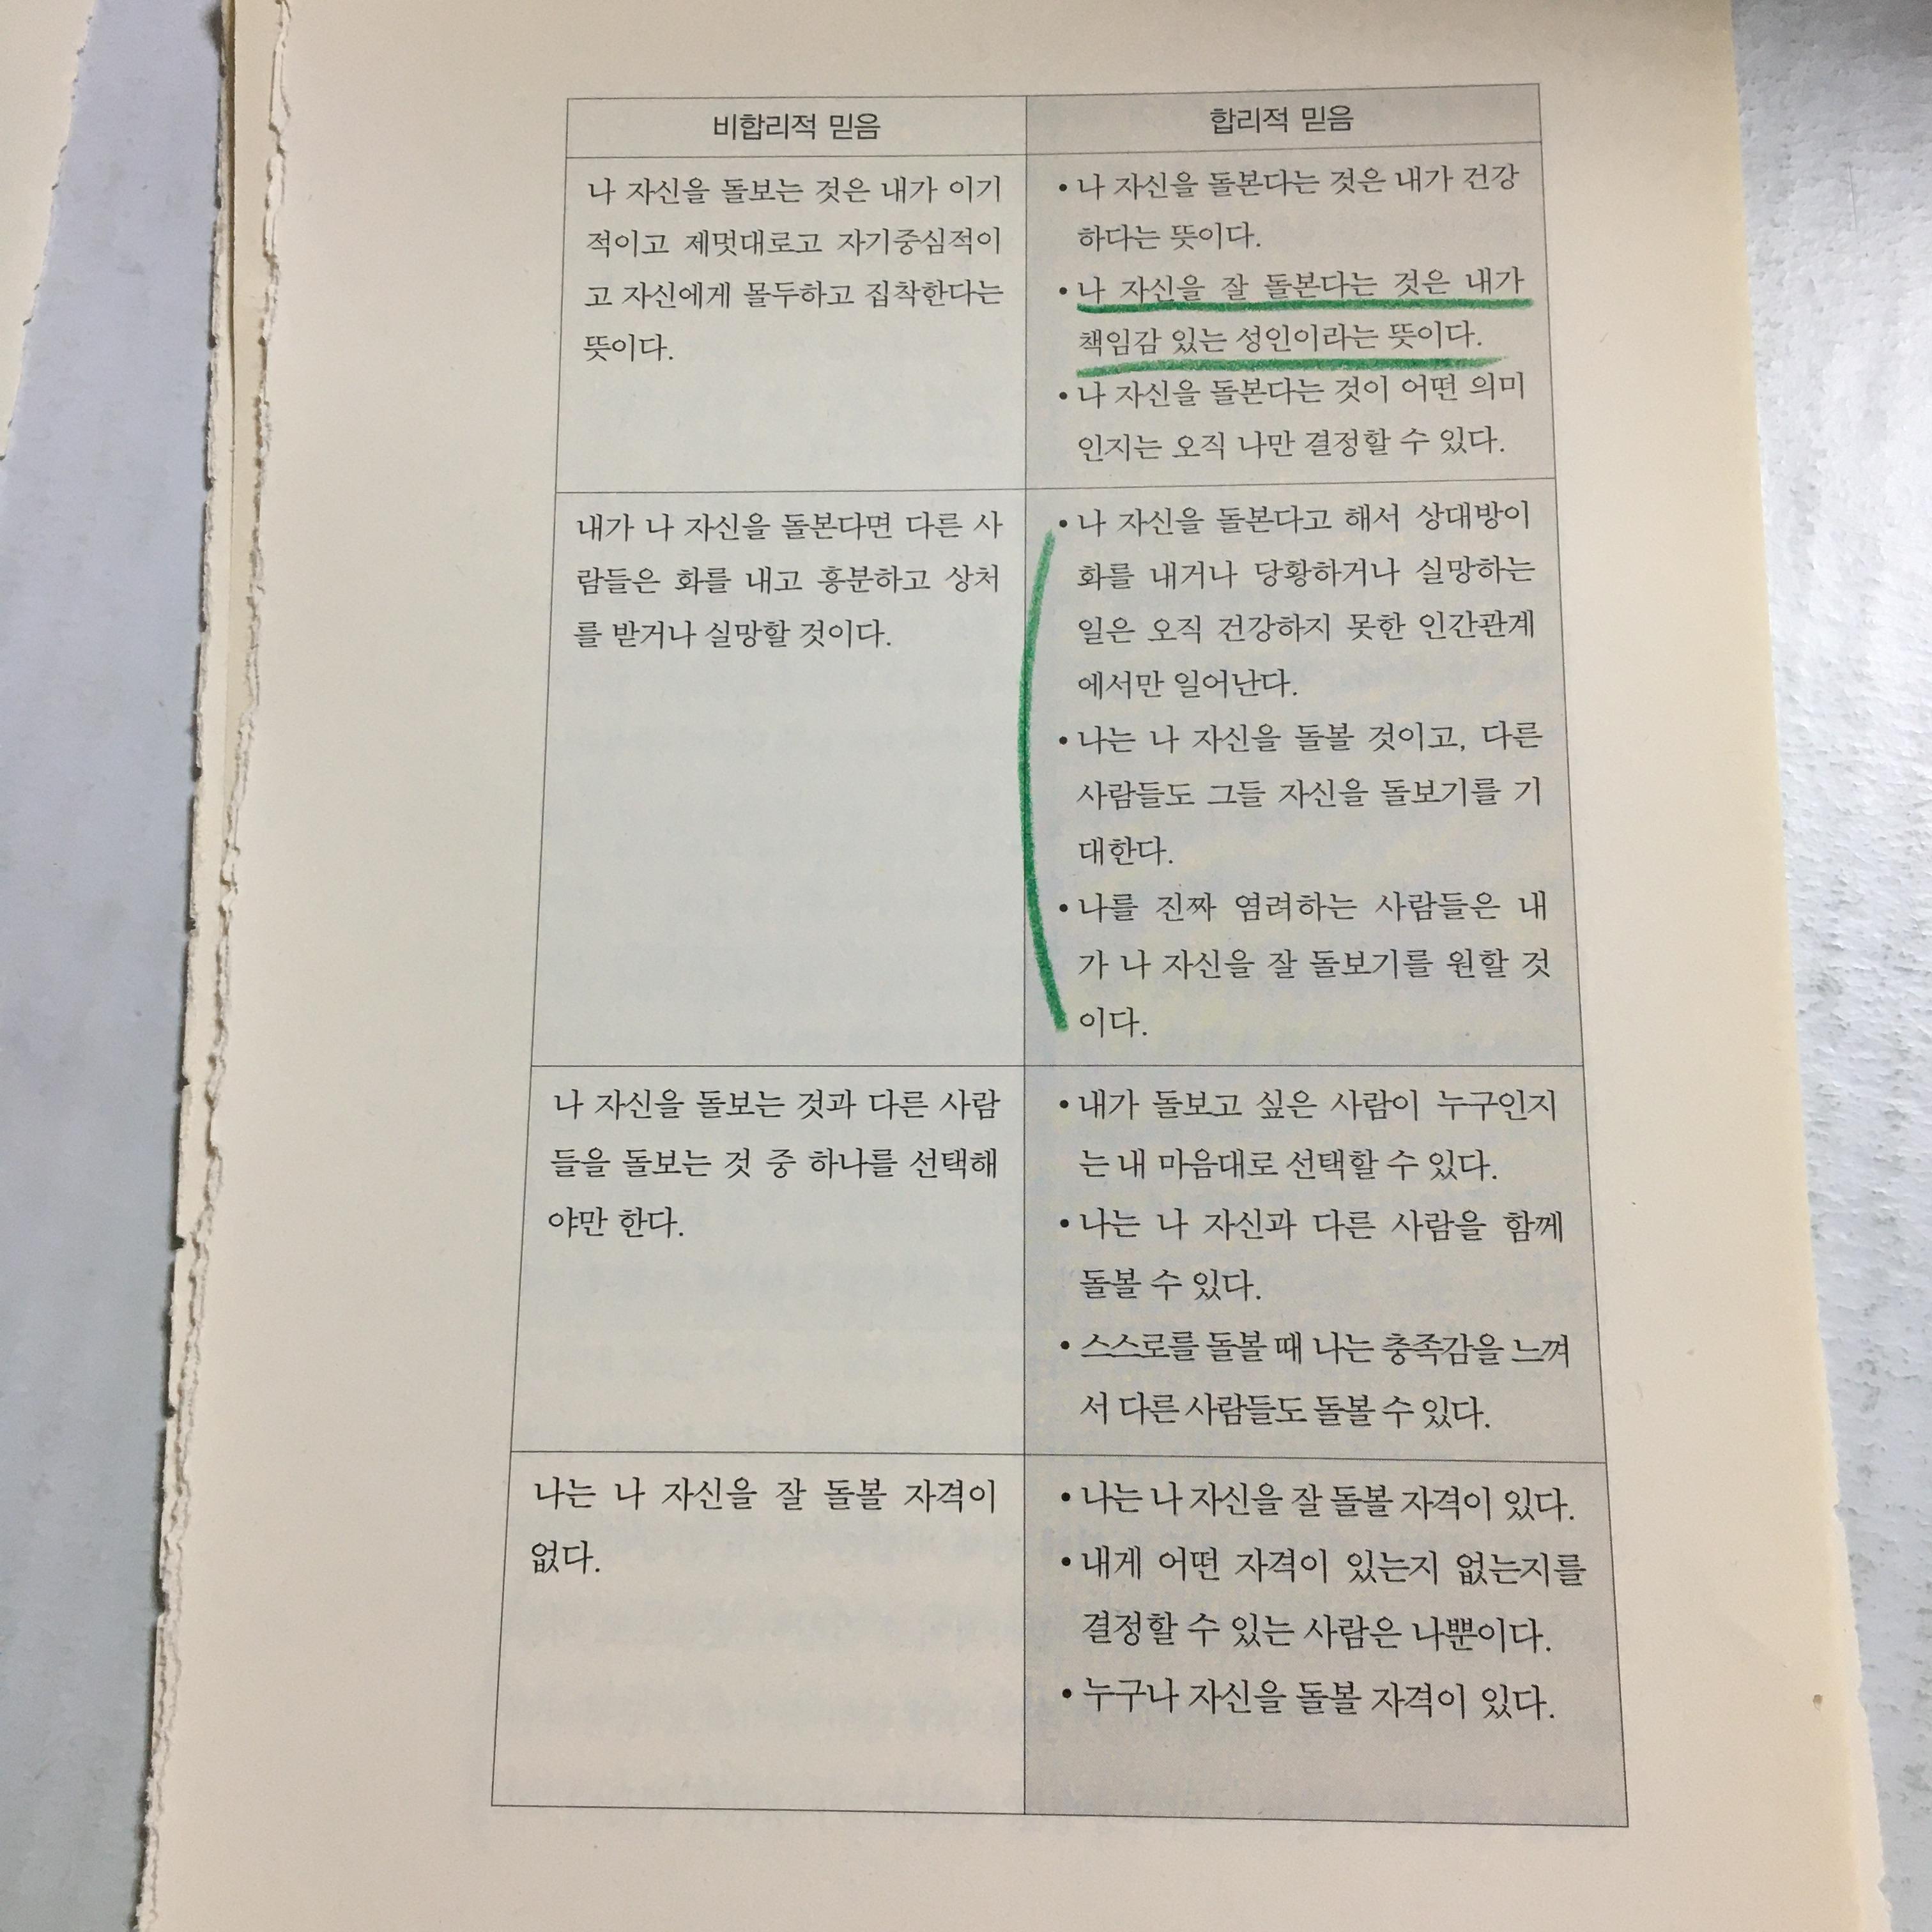 비합리적 믿음
합리적 믿음
나 자신을 돌보는 것은 내가 이기
적이고 제멋대로고 자기중심적이
고 자신에게 몰두하고 집착한다는
뜻이다.
• 나 자신을 돌본다는 것은 내가 건강
하다는 뜻이다.
• 나 자신을 잘 돌본다는 것은 내가
책임감 있는 성인이라는 뜻이다.
• 나 자신을 돌본다는 것이 어떤 의미
인지는 오직 나만 결정할 수 있다.
내가 나 자신을 돌본다면 다른 사
람들은 화를 내고 흥분하고 상처
를 받거나 실망할 것이다.
• 나 자신을 돌본다고 해서 상대방이
화를 내거나 당황하거나 실망하는
일은 오직 건강하지 못한 인간관계
에서만 일어난다.
• 나는 나 자신을 돌볼 것이고, 다른
사람들도 그들 자신을 돌보기를 기
대한다.
• 나를 진짜 염려하는 사람들은 내
가 나 자신을 잘 돌보기를 원할 것
이다.
나 자신을 돌보는 것과 다른 사람
들을 돌보는 것 중 하나를 선택해
야만 한다.
• 내가 돌보고 싶은 사람이 누구인지
는 내 마음대로 선택할 수 있다.
• 나는 나 자신과 다른 사람을 함께
돌볼 수 있다.
• 스스로를 돌볼 때 나는 충족감을 느껴
서 다른 사람들도 돌볼 수 있다.
나는 나 자신을 잘 돌볼 자격이
없다.
• 나는 나 자신을 잘 돌볼 자격이 있다.
• 내게 어떤 자격이 있는지 없는지를
결정할 수 있는 사람은 나뿐이다.
• 누구나 자신을 돌볼 자격이 있다.